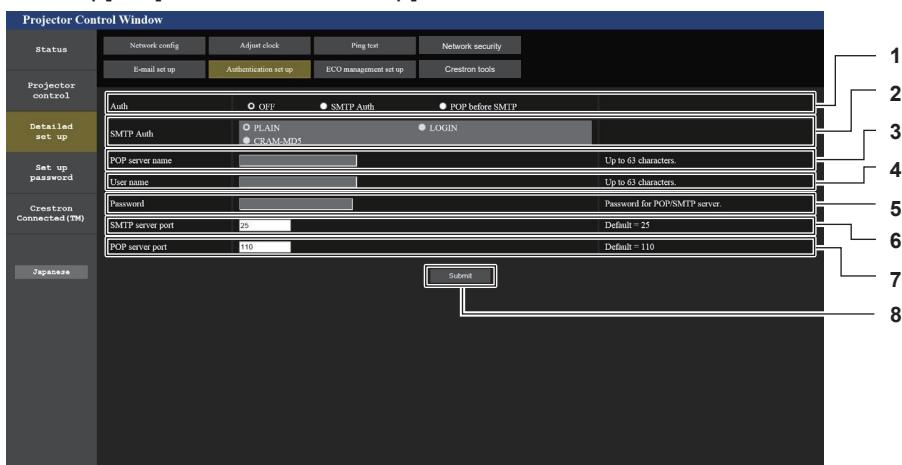 Projector Control Window
Status
Network config Adjust clock Ping test Network security
E-mail set up Authentication set up ECO management set up Crestron tools
Projector
control
Detailed
set up
Set up
password
Crestron
Connected(TM)
Japanese
Auth OFF SMTP Auth POP before SMTP
SMTP Auth PLAIN LOGIN
CRAM-MD5
POP server name Up to 63 characters.
User name Up to 63 characters.
Password Password for POP/SMTP server.
SMTP server port 25 Default = 25
POP server port 110 Default = 110
Submit
1
2
3
4
5
6
7
8